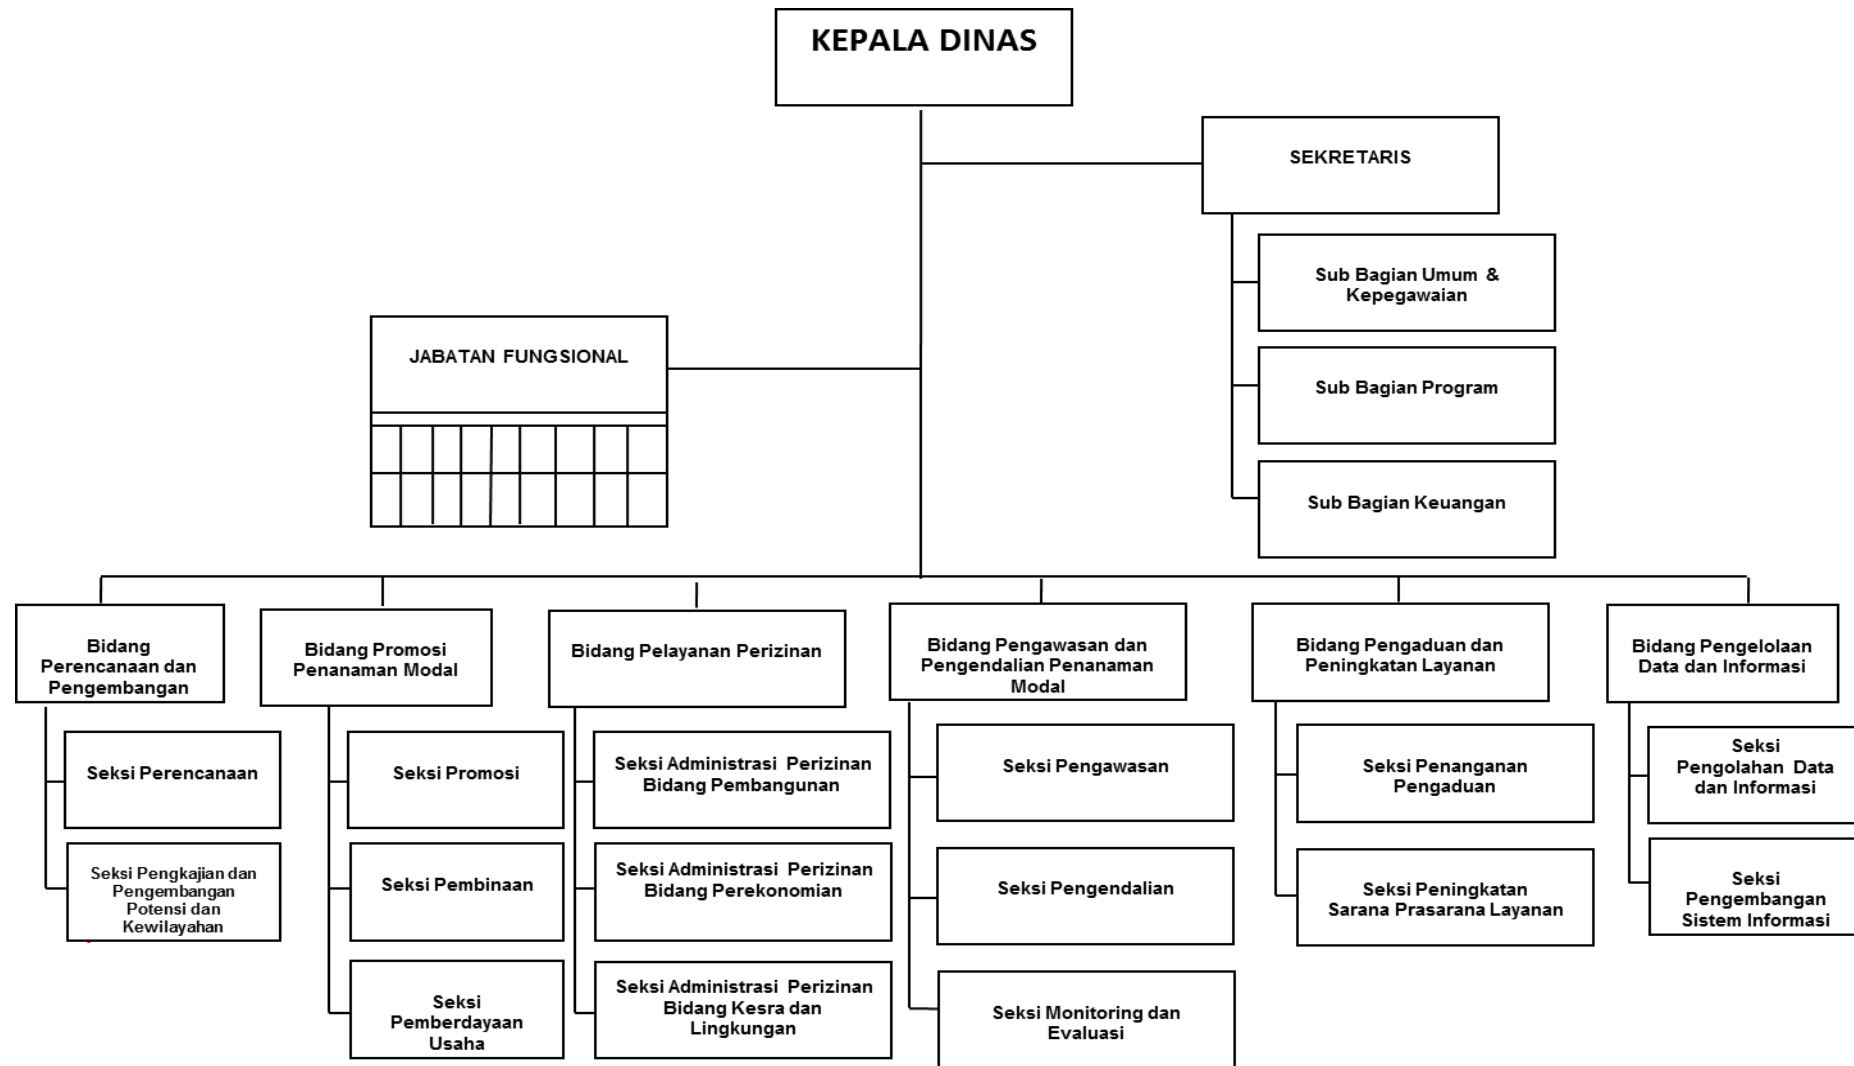 KEPALA DINAS
SEKRETARIS
Sub Bagian Umum &
Kepegawaian
Sub Bagian Program
Sub Bagian Keuangan
JABATAN FUNGSIONAL
Bidang
Perencanaan dan
Pengembangan
Seksi Perencanaan
Seksi Pengkajian dan
Pengembangan
Potensi dan
Kewilayahan
Bidang Promosi
Penanaman Modal
Seksi Promosi
Seksi Pembinaan
Seksi
Pemberdayaan
Usaha
Bidang Pelayanan Perizinan
Seksi Administrasi Perizinan
Bidang Pembangunan
Seksi Administrasi Perizinan
Bidang Perekonomian
Seksi Administrasi Perizinan
Bidang Kesra dan
Lingkungan
Bidang Pengawasan dan
Pengendalian Penanaman
Modal
Seksi Pengawasan
Seksi Pengendalian
Seksi Monitoring dan
Evaluasi
Bidang Pengaduan dan
Peningkatan Layanan
Seksi Penanganan
Pengaduan
Seksi Peningkatan
Sarana Prasarana Layanan
Bidang Pengelolaan
Data dan Informasi
Seksi
Pengolahan Data
dan Informasi
Seksi
Pengembangan
Sistem Informasi